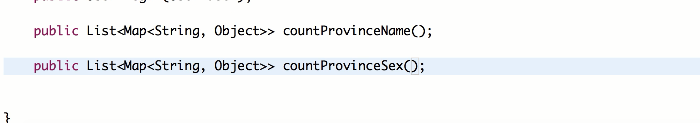 public List<Map<String, Object>> countProvinceName();
public List<Map<String, Object>> countProvinceSex();
}